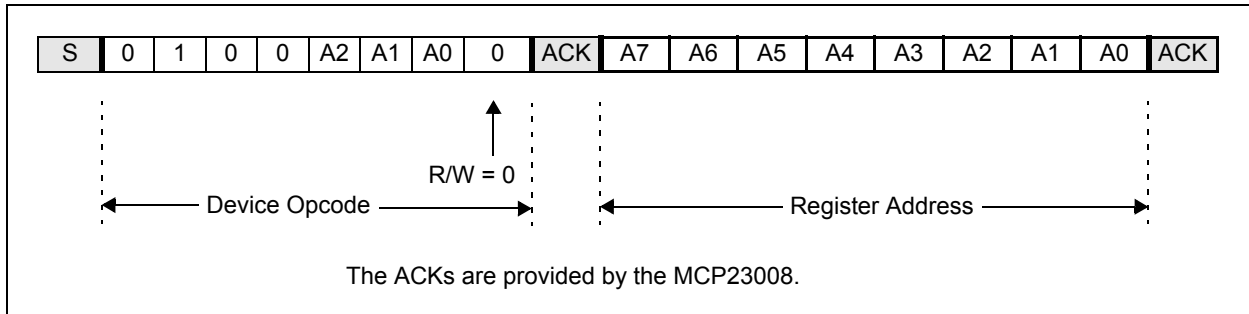 S 0 1 0 0 A2 A1 A0 0 ACK A7 A6 A5 A4 A3 A2 A1 A0 ACK
R/W = 0
Device Opcode Register Address
The ACKs are provided by the MCP23008.